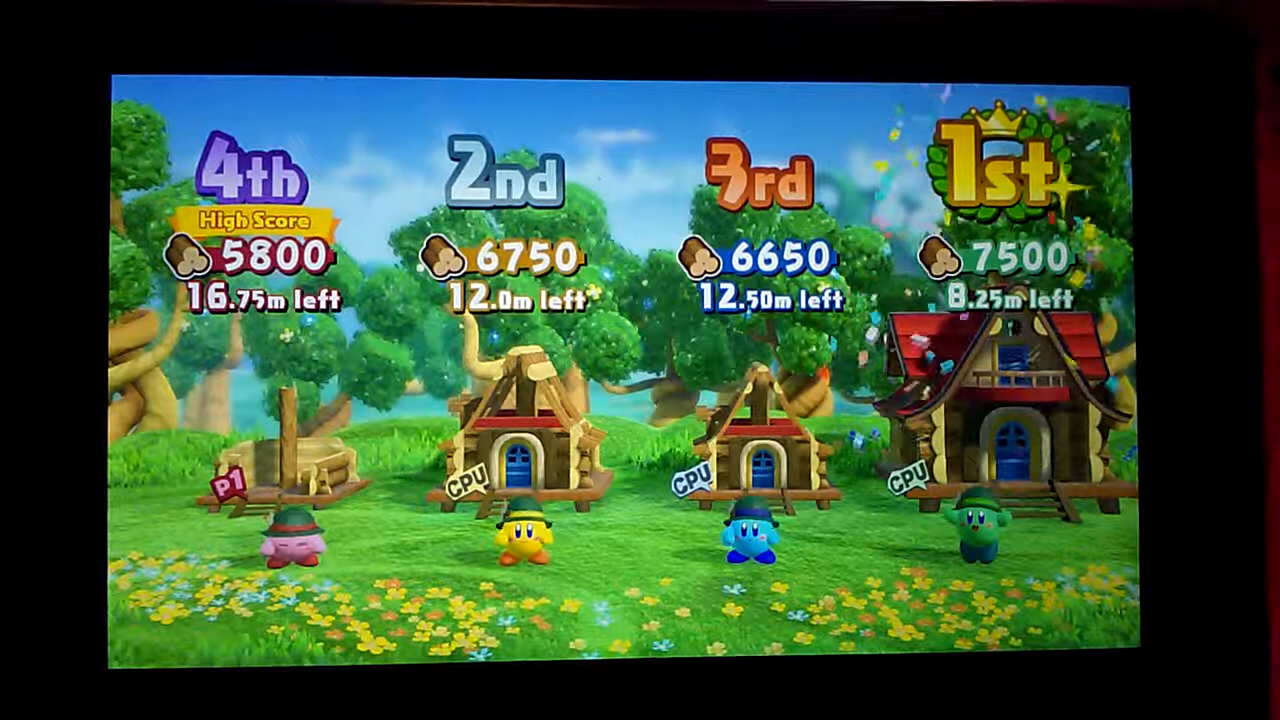 4th
High Score
5800
16.75m left
2nd
6750
12.0m left
3rd
6650
12.50m left
1st
7500
8.25m left
P1
CPU
CPU
CPU